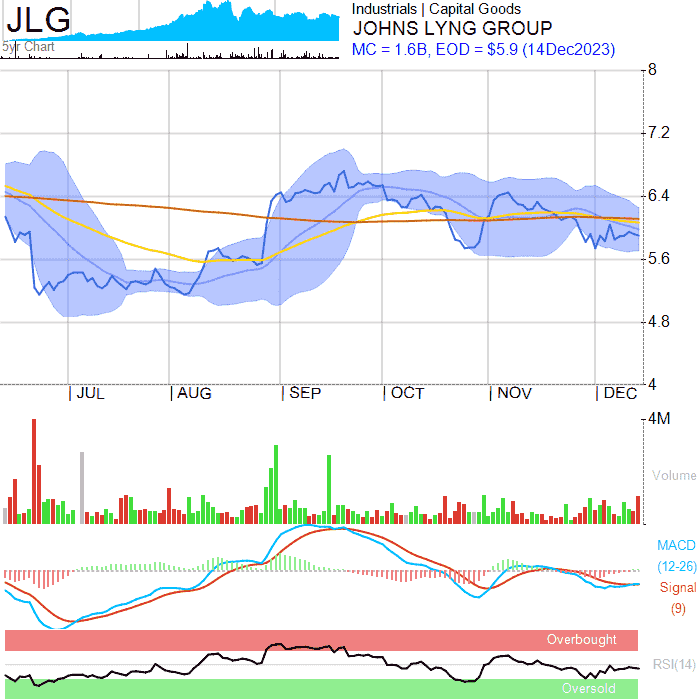 JLG
5yr Chart
Industrials | Capital Goods
JOHNS LYNG GROUP
MC = 1.6B, EOD = $5.9 (14Dec2023)
8
7.2
6.4
5.6
4.8
4
JUL AUG SEP OCT NOV DEC
4M
Volume
MACD
(12-26)
Signal
(9)
Overbought
RSI(14)
Oversold